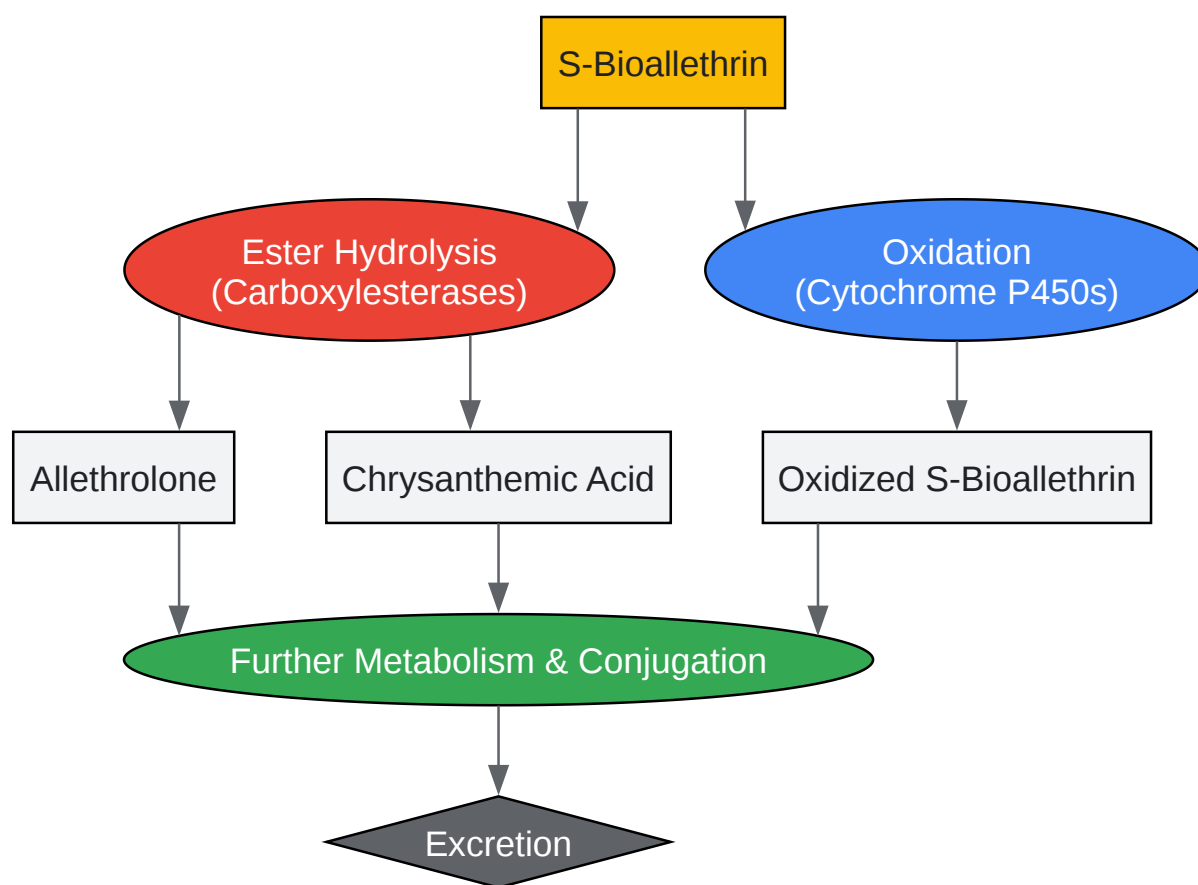 S-Bioallethrin
Ester Hydrolysis
(Carboxylesterases)
Oxidation
(Cytochrome P450s)
Allethrolone
Chrysanthemic Acid
Oxidized S-Bioallethrin
Further Metabolism & Conjugation
Excretion